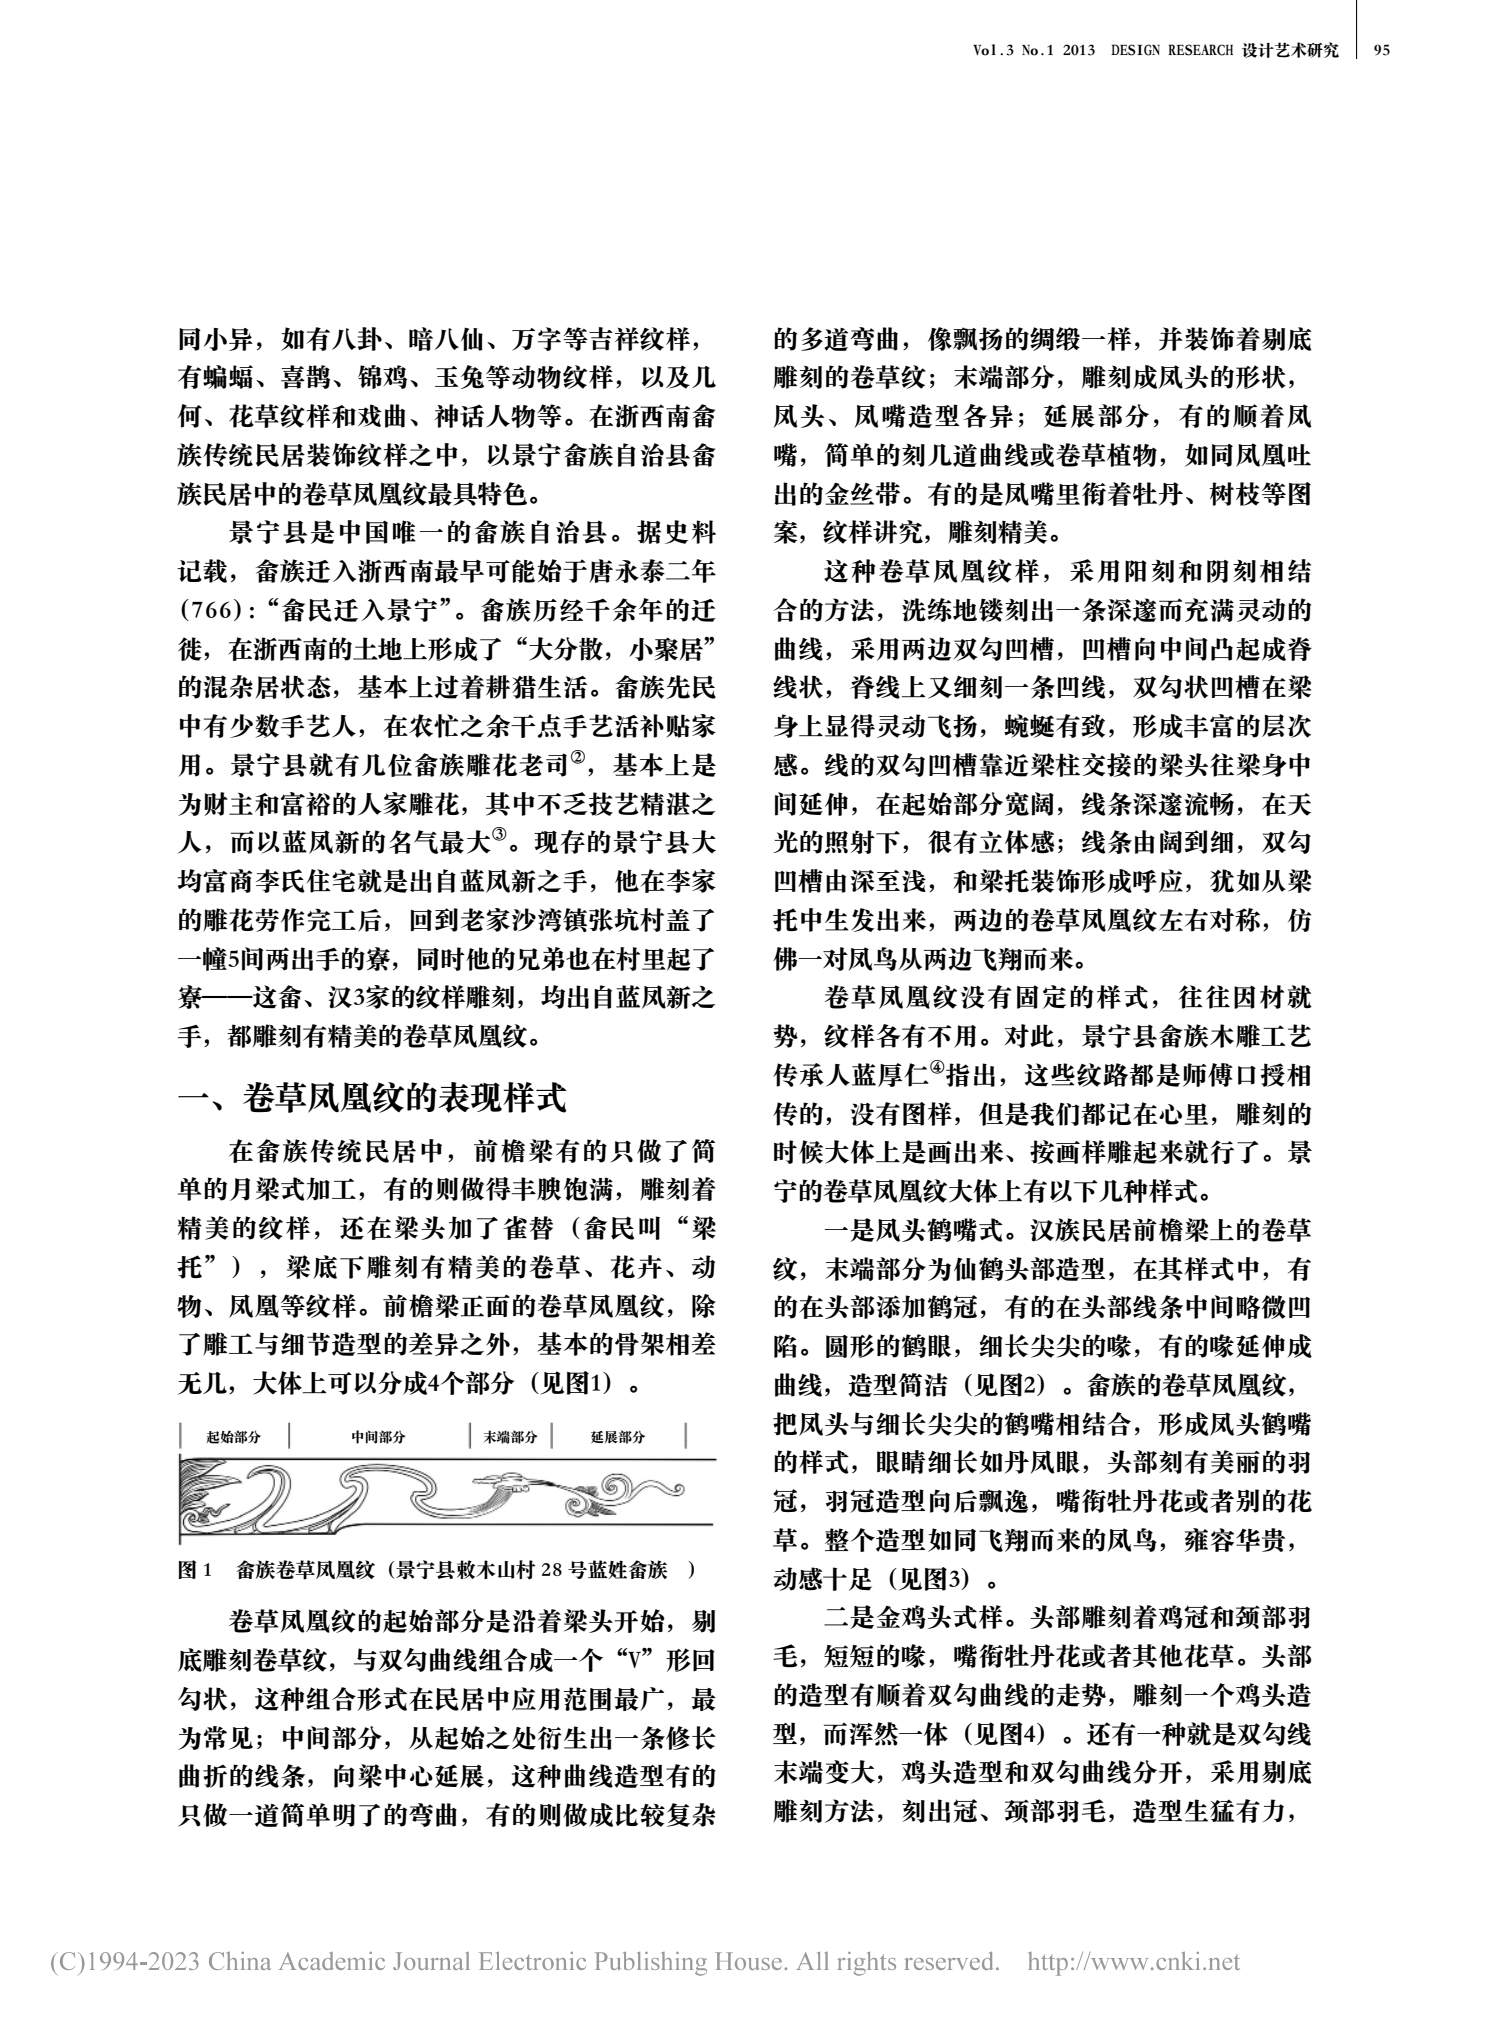 Vol.3 No.1 2013 DESIGN RESEARCH 设计艺术研究 95
同小异，如有八卦、暗八仙、万字等吉祥纹样，
有蝙蝠、喜鹊、锦鸡、玉兔等动物纹样，以及几
何、花草纹样和戏曲、神话人物等。在浙西南畲
族传统民居装饰纹样之中，以景宁畲族自治县畲
族民居中的卷草凤凰纹最具特色。
景宁县是中国唯一的畲族自治县。据史料
记载，畲族迁入浙西南最早可能始于唐永泰二年
(766)：“畲民迁入景宁”。畲族历经千余年的迁
徙，在浙西南的土地上形成了“大分散，小聚居”
的混杂居状态，基本上过着耕猎生活。畲族先民
中有少数手艺人，在农忙之余干点手艺活补贴家
用。景宁县就有几位畲族雕花老司②，基本上是
为财主和富裕的人家雕花，其中不乏技艺精湛之
人，而以蓝凤新的名气最大③。现存的景宁县大
均富商李氏住宅就是出自蓝凤新之手，他在李家
的雕花劳作完工后，回到老家沙湾镇张坑村盖了
一幢5间两出手的寮，同时他的兄弟也在村里起了
寮——这畲、汉3家的纹样雕刻，均出自蓝凤新之
手，都雕刻有精美的卷草凤凰纹。
一、卷草凤凰纹的表现样式
在畲族传统民居中，前檐梁有的只做了简
单的月梁式加工，有的则做得丰腴饱满，雕刻着
精美的纹样，还在梁头加了雀替（畲民叫“梁
托”），梁底下雕刻有精美的卷草、花卉、动
物、凤凰等纹样。前檐梁正面的卷草凤凰纹，除
了雕工与细节造型的差异之外，基本的骨架相差
无几，大体上可以分成4个部分（见图1）。
起始部分 中间部分 末端部分 延展部分
图 1 畲族卷草凤凰纹（景宁县敕木山村 28 号蓝姓畲族 ）
卷草凤凰纹的起始部分是沿着梁头开始，剔
底雕刻卷草纹，与双勾曲线组合成一个“V”形回
勾状，这种组合形式在民居中应用范围最广，最
为常见；中间部分，从起始之处衍生出一条修长
曲折的线条，向梁中心延展，这种曲线造型有的
只做一道简单明了的弯曲，有的则做成比较复杂
的多道弯曲，像飘扬的绸缎一样，并装饰着剔底
雕刻的卷草纹；末端部分，雕刻成凤头的形状，
凤头、凤嘴造型各异；延展部分，有的顺着凤
嘴，简单的刻几道曲线或卷草植物，如同凤凰吐
出的金丝带。有的是凤嘴里衔着牡丹、树枝等图
案，纹样讲究，雕刻精美。
这种卷草凤凰纹样，采用阳刻和阴刻相结
合的方法，洗练地镂刻出一条深邃而充满灵动的
曲线，采用两边双勾凹槽，凹槽向中间凸起成脊
线状，脊线上又细刻一条凹线，双勾状凹槽在梁
身上显得灵动飞扬，蜿蜒有致，形成丰富的层次
感。线的双勾凹槽靠近梁柱交接的梁头往梁身中
间延伸，在起始部分宽阔，线条深邃流畅，在天
光的照射下，很有立体感；线条由阔到细，双勾
凹槽由深至浅，和梁托装饰形成呼应，犹如从梁
托中生发出来，两边的卷草凤凰纹左右对称，仿
佛一对凤鸟从两边飞翔而来。
卷草凤凰纹没有固定的样式，往往因材就
势，纹样各有不用。对此，景宁县畲族木雕工艺
传承人蓝厚仁④指出，这些纹路都是师傅口授相
传的，没有图样，但是我们都记在心里，雕刻的
时候大体上是画出来、按画样雕起来就行了。景
宁的卷草凤凰纹大体上有以下几种样式。
一是凤头鹤嘴式。汉族民居前檐梁上的卷草
纹，末端部分为仙鹤头部造型，在其样式中，有
的在头部添加鹤冠，有的在头部线条中间略微凹
陷。圆形的鹤眼，细长尖尖的喙，有的喙延伸成
曲线，造型简洁（见图2）。畲族的卷草凤凰纹，
把凤头与细长尖尖的鹤嘴相结合，形成凤头鹤嘴
的样式，眼睛细长如丹凤眼，头部刻有美丽的羽
冠，羽冠造型向后飘逸，嘴衔牡丹花或者别的花
草。整个造型如同飞翔而来的凤鸟，雍容华贵，
动感十足（见图3）。
二是金鸡头式样。头部雕刻着鸡冠和颈部羽
毛，短短的喙，嘴衔牡丹花或者其他花草。头部
的造型有顺着双勾曲线的走势，雕刻一个鸡头造
型，而浑然一体（见图4）。还有一种就是双勾线
末端变大，鸡头造型和双勾曲线分开，采用剔底
雕刻方法，刻出冠、颈部羽毛，造型生猛有力，
(C)1994-2023 China Academic Journal Electronic Publishing House. All rights reserved. http://www.cnki.net